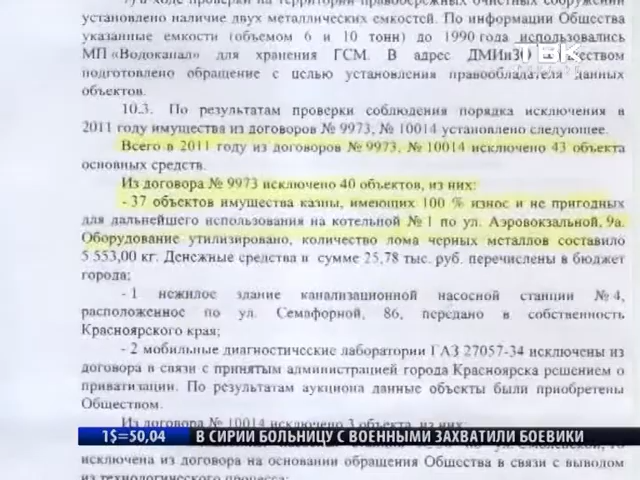 установлено наличие двух металлических емкостей. По информации Общества
указанные емкости (объемом 6 и 10 тонн) до 1990 года использовались
МП «Водоканал» для хранения ГСМ. В адрес
подготовлено обращение с целью установления правообладателя данных
объектов.
10.3. По результатам проверки соблюдения порядка исключения в
2011 году имущества из договоров № 9973, № 10014 установлено следующее.
Всего в 2011 году из договоров № 9973, № 10014 исключено 43 объекта
основных средств.
Из договора № 9973 исключено 40 объектов, из них:
- 37 объектов имущества казны, имеющих 100 % износ и не пригодных
для дальнейшего использования на котельной № 1 по ул. Аэровокзальной, 9а.
Оборудование утилизировано, количество лома черных металлов составило
5 553,00 кг. Денежные средства в сумме 25,78 тыс. руб. перечислены в бюджет
города;
- 1 нежилое здание канализационной насосной станции № 4,
расположенное по ул. Семафорной, 86, передано в собственность
Красноярского края;
- 2 мобильные диагностические лаборатории ГАЗ 27057-34 исключены из
договора в связи с принятым администрацией города Красноярска решением о
приватизации. По результатам аукциона данные объекты были приобретены
Обществом.
Из договора № 10014 исключено 3 объекта, из них:
1$=50,04 В СИРИИ БОЛЬНИЦУ С ВОЕННЫМИ ЗАХВАТИЛИ БОЕВИКИ
исключена из договора на основании обращения Общества в связи с выводом
из технологического процесса;
ТВК